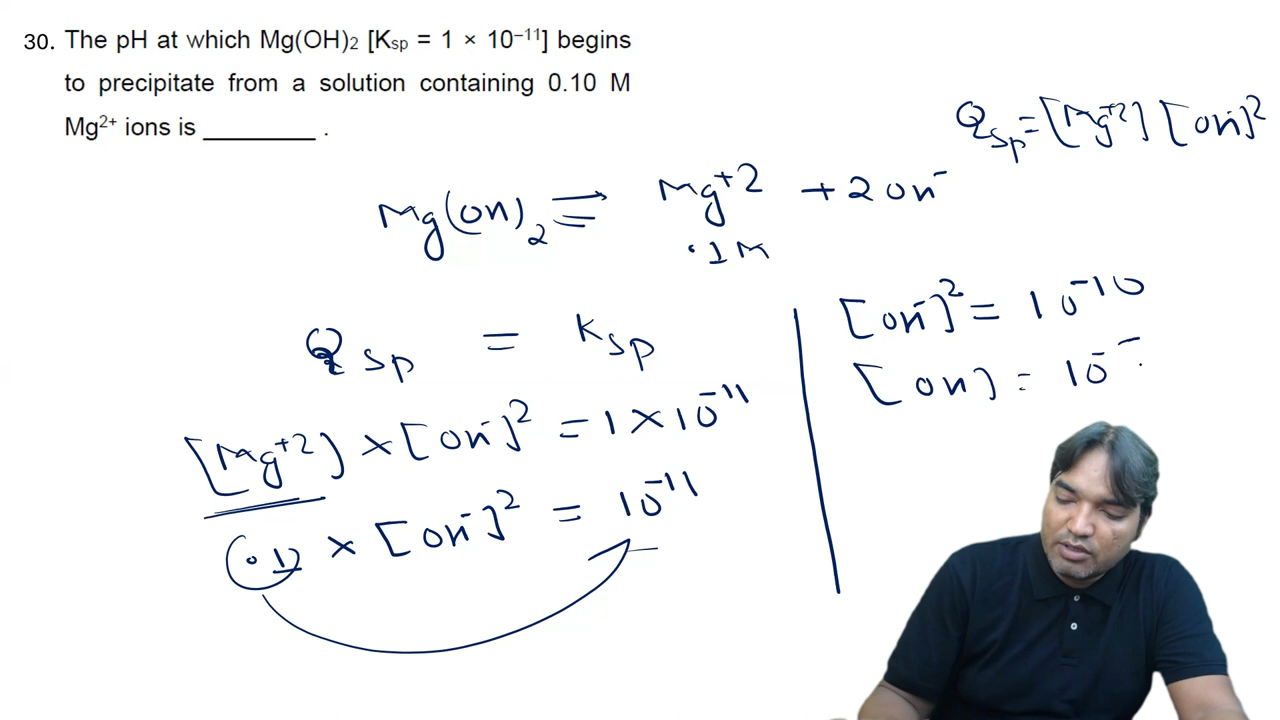 30. The pH at which Mg(OH)₂ [Ksp = 1 × 10⁻¹¹] begins
to precipitate from a solution containing 0.10 M
Mg²⁺ ions is ________ .
Qsp = [Mg⁺²] [OH⁻]²
Mg(OH)₂ ⇌ Mg⁺² + 2OH⁻
.1M
Qsp = Ksp
[Mg⁺²] × [OH⁻]² = 1 × 10⁻¹¹
.1 × [OH⁻]² = 10⁻¹¹
[OH⁻]² = 10⁻¹⁰
[OH] = 10⁻